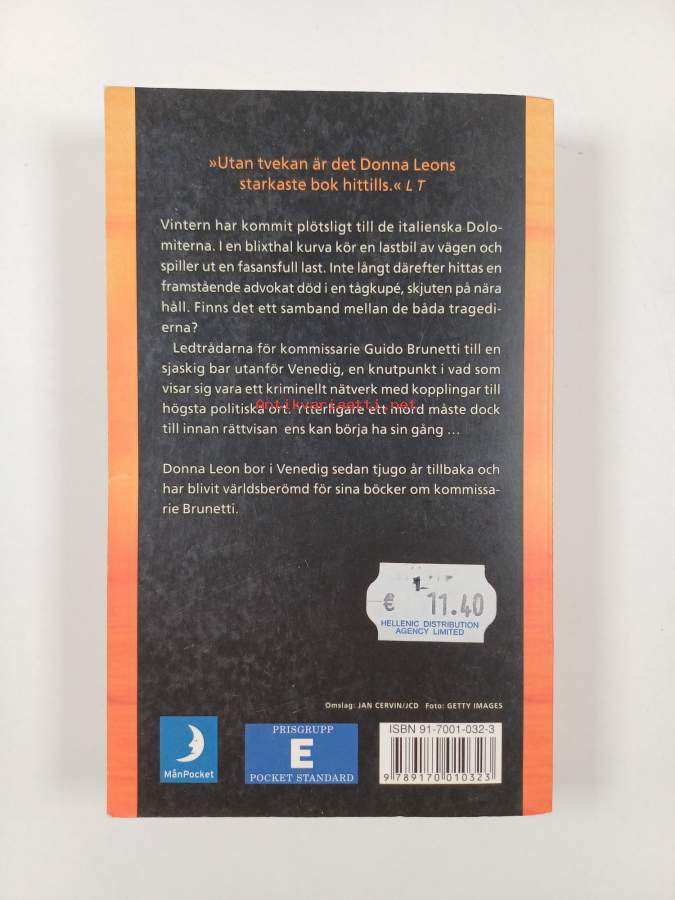 »Utan tvekan är det Donna Leons
starkaste bok hittills.« LT
Vintern har kommit plötsligt till de italienska Dolo-
miterna. I en blixthal kurva kör en lastbil av vägen och
spiller ut en fasansfull last. Inte långt därefter hittas en
framstående advokat död i en tågkupé, skjuten på nära
håll. Finns det ett samband mellan de båda tragedi-
erna?
Ledtrådarna för kommissarie Guido Brunetti till en
sjaskig bar utanför Venedig, en knutpunkt i vad som
visar sig vara ett kriminellt nätverk med kopplingar till
högsta politiska ort. Ytterligare ett mord måste dock
Antikvariaatti.net
till innan rättvisan ens kan börja ha sin gång ...
Donna Leon bor i Venedig sedan tjugo år tillbaka och
har blivit världsberömd för sina böcker om kommissa-
rie Brunetti.
€ 11.40
HELLENIC DISTRIBUTION
AGENCY LIMITED
Omslag: JAN CERVIN/JCD Foto: GETTY IMAGES
MånPocket
PRISGRUPP
E
POCKET STANDARD
ISBN 91-7001-032-3
9 789170 010323